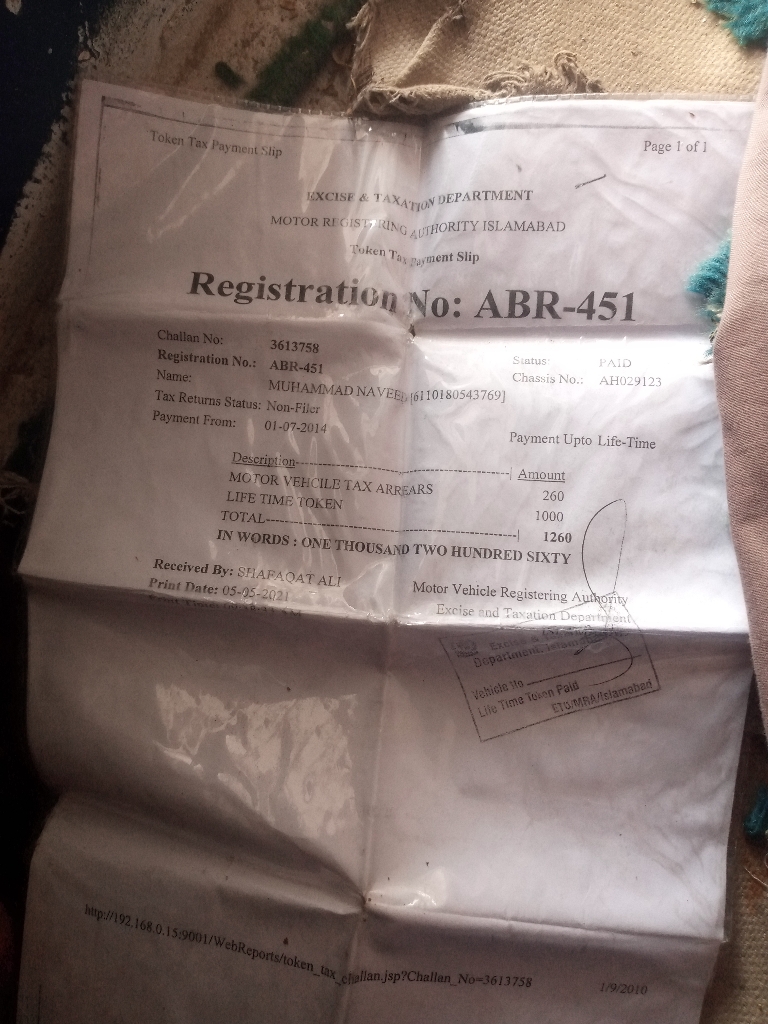 Token Tax Payment Slip
Page 1 of 1
EXCISE & TAXATION DEPARTMENT
MOTOR REGISTRING AUTHORITY ISLAMABAD
Token Tax Payment Slip
Registration No: ABR-451
Challan No: 3613758
Status: PAID
Registration No.: ABR-451
Chassis No.: AH029123
Name: MUHAMMAD NAVEED [6110180543769]
Tax Returns Status: Non-Filer
Payment From: 01-07-2014
Payment Upto Life-Time
Description---| Amount
MOTOR VEHCILE TAX ARREARS 260
LIFE TIME TOKEN 1000
TOTAL---| 1260
IN WORDS : ONE THOUSAND TWO HUNDRED SIXTY
Received By: SHAFAQAT ALI
Motor Vehicle Registering Authority
Print Date: 05-05-2021
Excise and Taxation Department
Excise &
Department, Islamabad
Vehicle No
Life Time Token Paid
ETO/MRA/Islamabad
http://192.168.0.15:9001/WebReports/token_tax_challan.jsp?Challan_No=3613758
1/9/2010